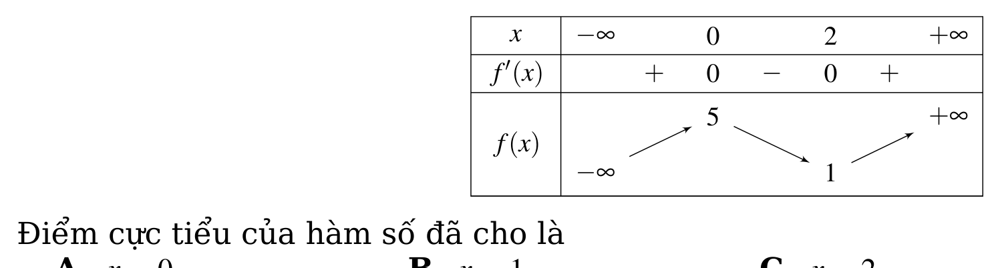 x −∞ 0 2 +∞
f′(x) + 0 − 0 +
5 +∞
f(x)
−∞ 1
Điểm cực tiểu của hàm số đã cho là